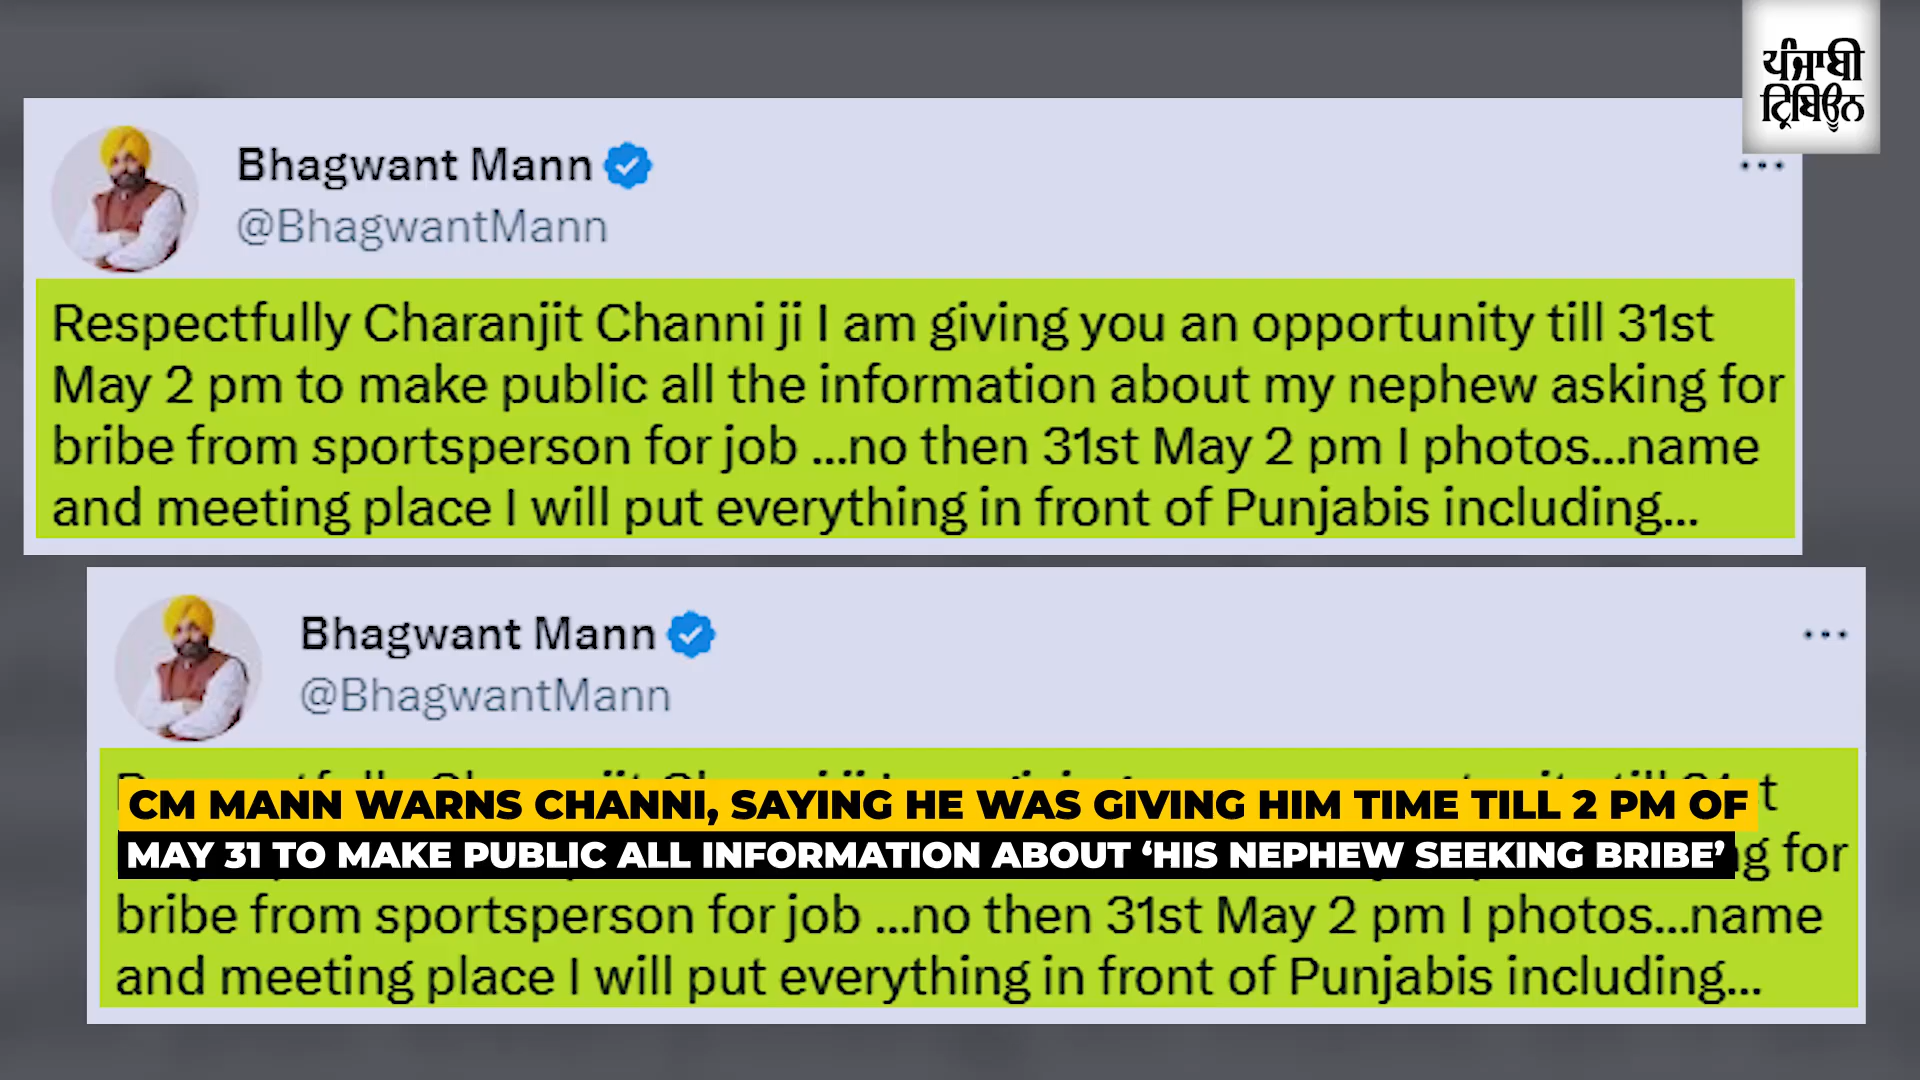 ਪੰਜਾਬੀ
ਟ੍ਰਿਬਿਊਨ
Bhagwant Mann
@BhagwantMann
Respectfully Charanjit Channi ji I am giving you an opportunity till 31st
May 2 pm to make public all the information about my nephew asking for
bribe from sportsperson for job ...no then 31st May 2 pm I photos...name
and meeting place I will put everything in front of Punjabis including...
Bhagwant Mann
@BhagwantMann
CM MANN WARNS CHANNI, SAYING HE WAS GIVING HIM TIME TILL 2 PM OF
MAY 31 TO MAKE PUBLIC ALL INFORMATION ABOUT ‘HIS NEPHEW SEEKING BRIBE’
for
bribe from sportsperson for job ...no then 31st May 2 pm I photos...name
and meeting place I will put everything in front of Punjabis including...